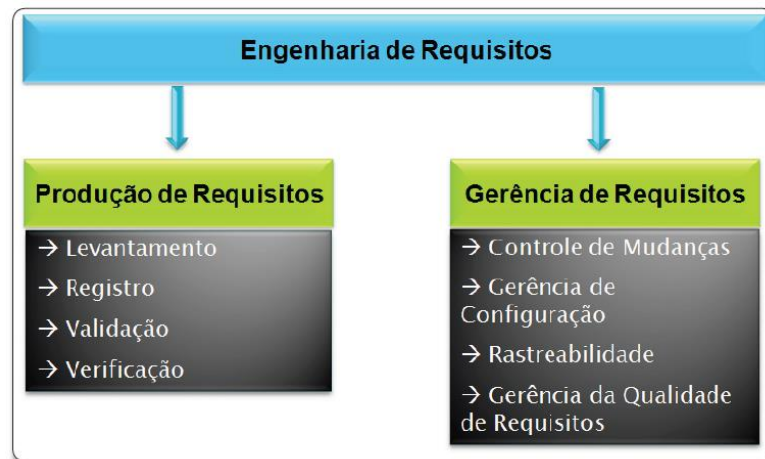 Engenharia de Requisitos
Produção de Requisitos
→ Levantamento
→ Registro
→ Validação
→ Verificação
Gerência de Requisitos
→ Controle de Mudanças
→ Gerência de
Configuração
→ Rastreabilidade
→ Gerência da Qualidade
de Requisitos